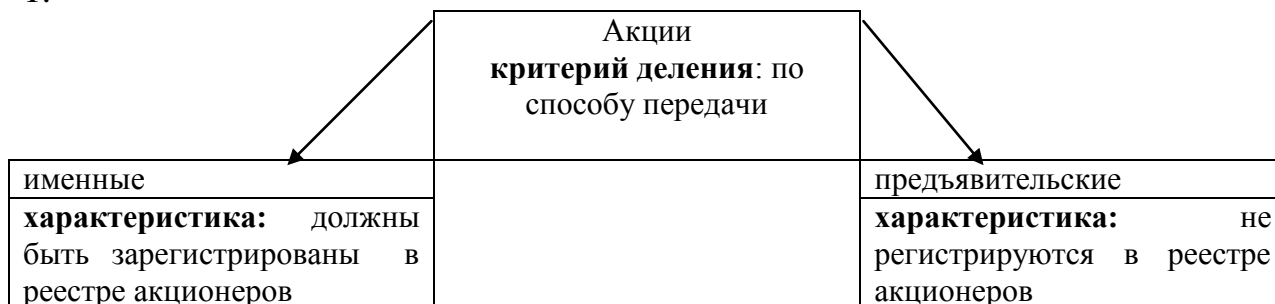 1.
Акции
критерий деления: по
способу передачи
именные
предъявительские
характеристика: должны
быть зарегистрированы в
реестре акционеров
характеристика: не
регистрируются в реестре
акционеров